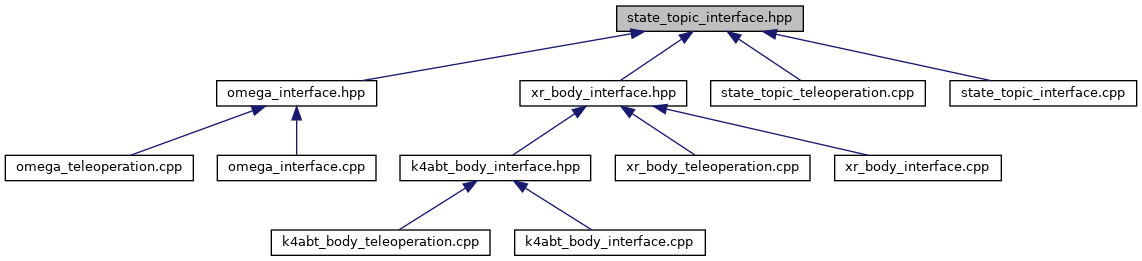 state_topic_interface.hpp
omega_interface.hpp
xr_body_interface.hpp
state_topic_teleoperation.cpp
state_topic_interface.cpp
omega_teleoperation.cpp
omega_interface.cpp
k4abt_body_interface.hpp
xr_body_teleoperation.cpp
xr_body_interface.cpp
k4abt_body_teleoperation.cpp
k4abt_body_interface.cpp